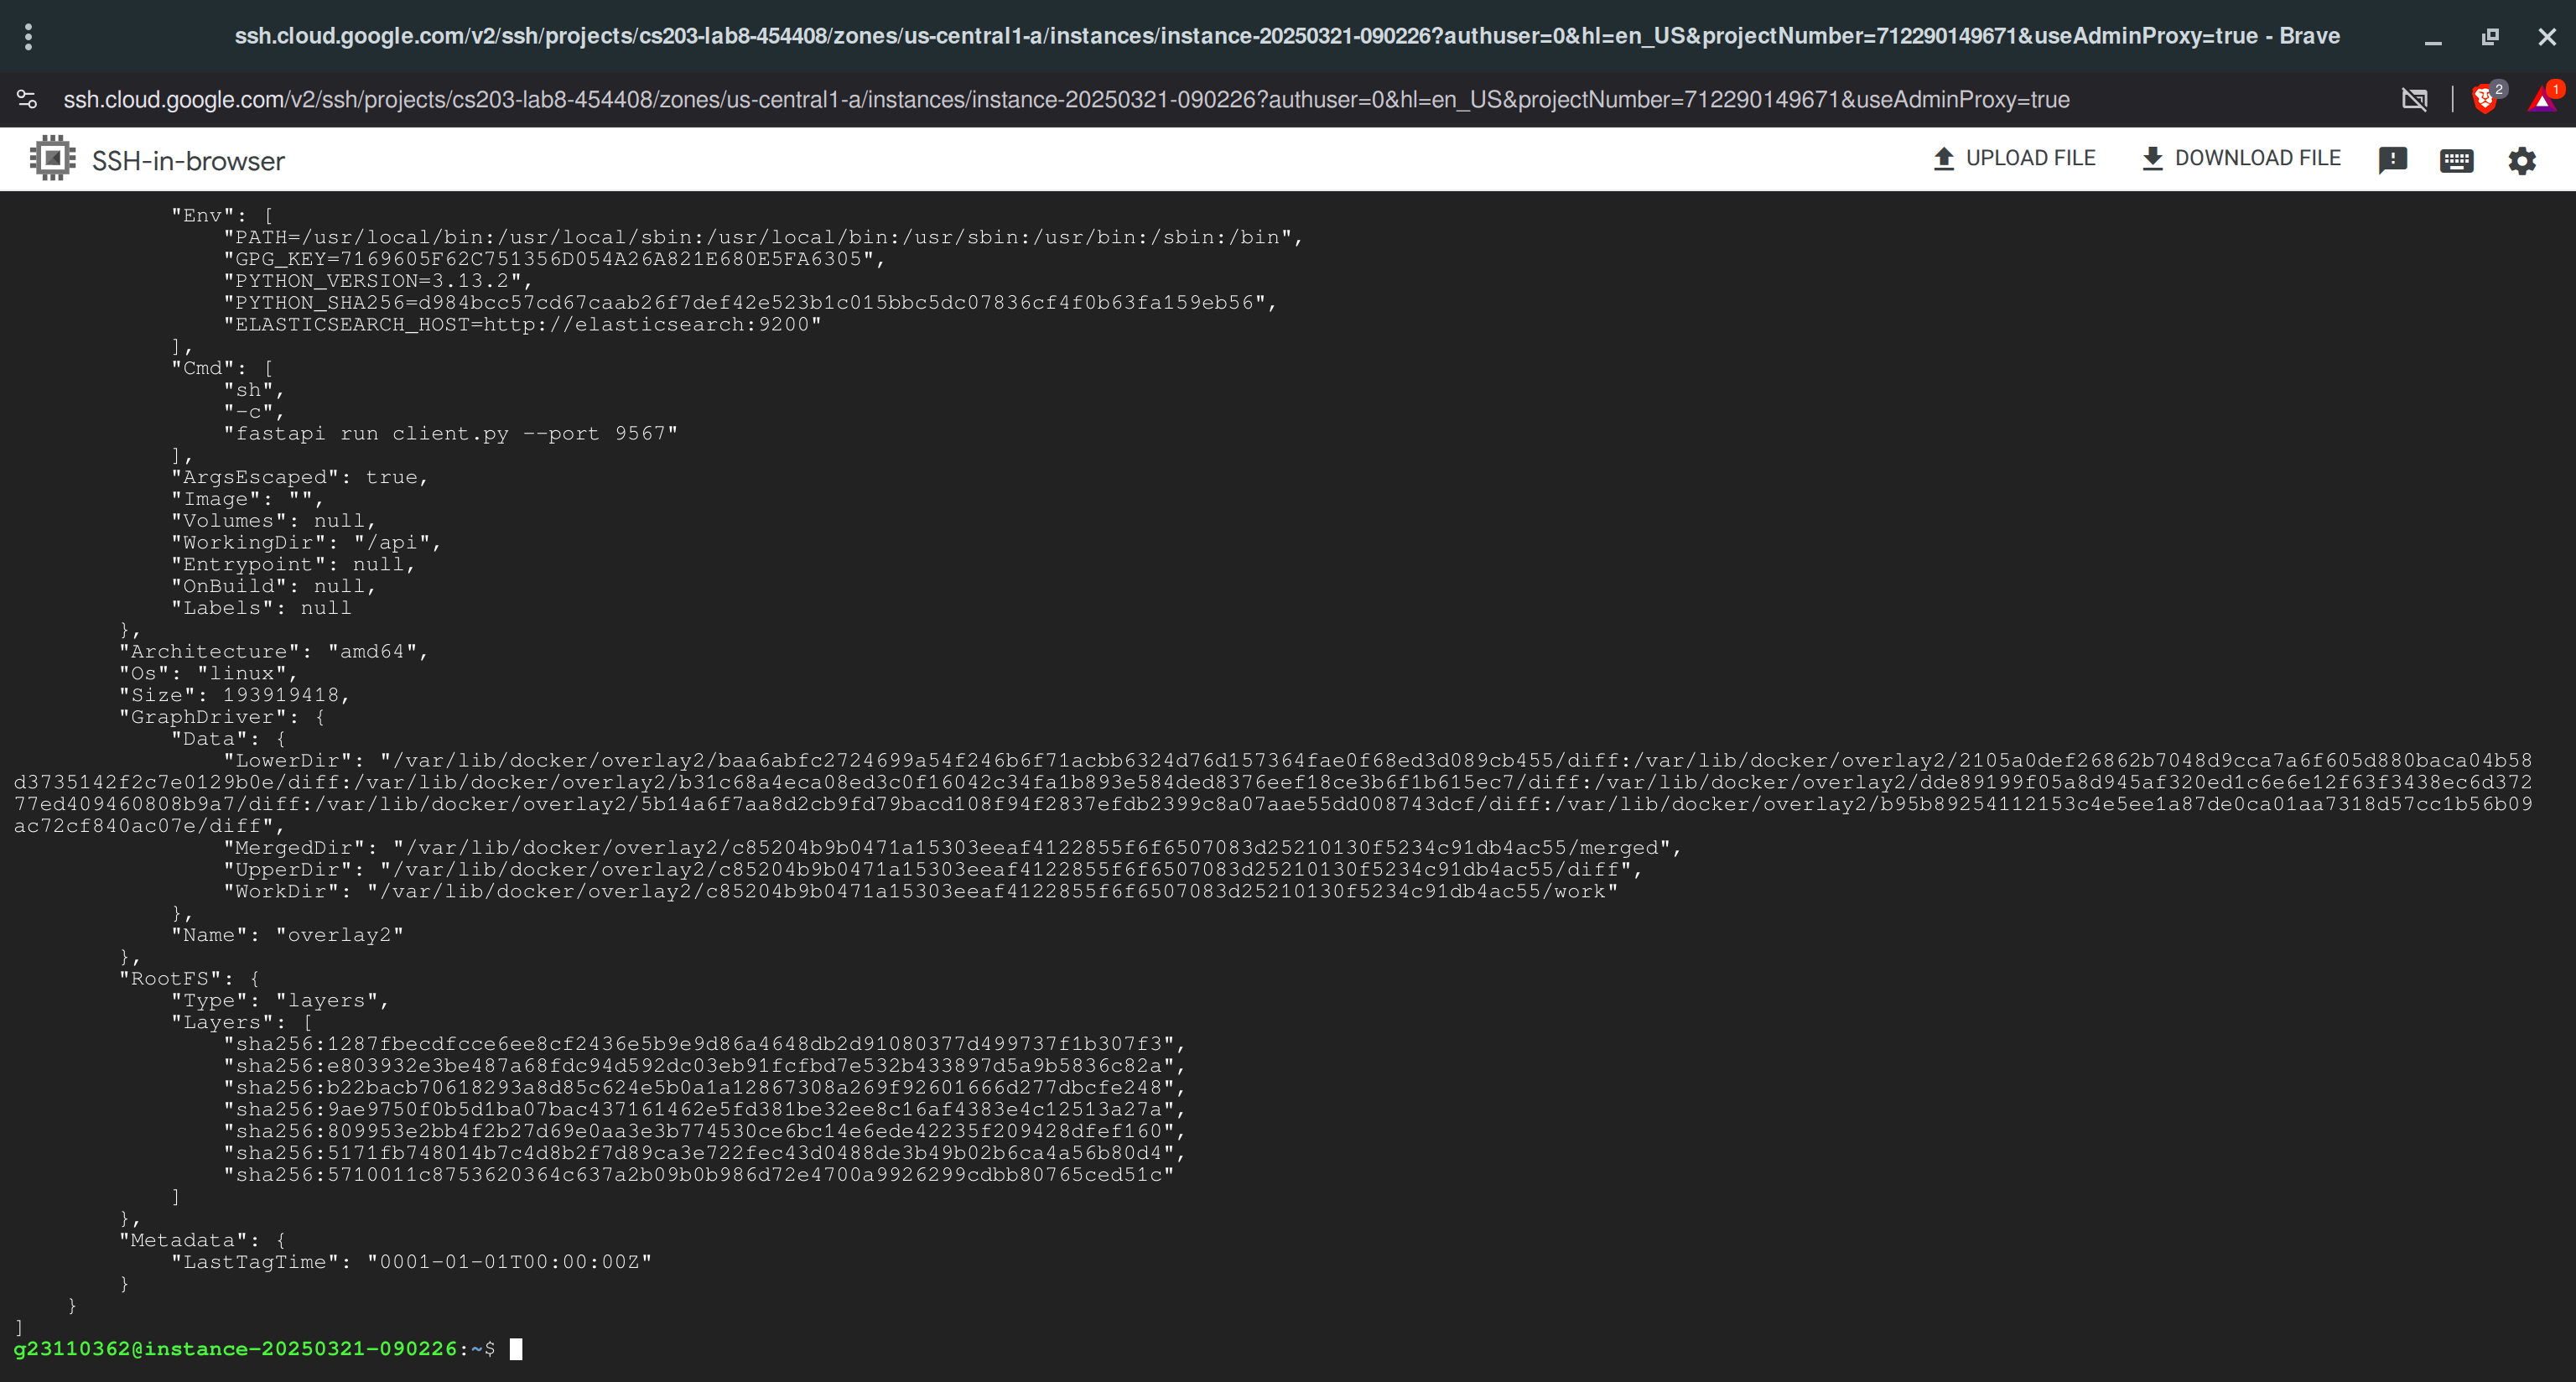 ssh.cloud.google.com/v2/ssh/projects/cs203-lab8-454408/zones/us-central1-a/instances/instance-20250321-090226?authuser=0&hl=en_US&projectNumber=712290149671&useAdminProxy=true - Brave
ssh.cloud.google.com/v2/ssh/projects/cs203-lab8-454408/zones/us-central1-a/instances/instance-20250321-090226?authuser=0&hl=en_US&projectNumber=712290149671&useAdminProxy=true
2
1
SSH-in-browser
UPLOAD FILE
DOWNLOAD FILE
"Env": [
"PATH=/usr/local/bin:/usr/local/sbin:/usr/local/bin:/usr/sbin:/usr/bin:/sbin:/bin",
"GPG_KEY=7169605F62C751356D054A26A821E680E5FA6305",
"PYTHON_VERSION=3.13.2",
"PYTHON_SHA256=d984bcc57cd67caab26f7def42e523b1c015bbc5dc07836cf4f0b63fa159eb56",
"ELASTICSEARCH_HOST=http://elasticsearch:9200"
],
"Cmd": [
"sh",
"-c",
"fastapi run client.py --port 9567"
],
"ArgsEscaped": true,
"Image": "",
"Volumes": null,
"WorkingDir": "/api",
"Entrypoint": null,
"OnBuild": null,
"Labels": null
},
"Architecture": "amd64",
"Os": "linux",
"Size": 193919418,
"GraphDriver": {
"Data": {
"LowerDir": "/var/lib/docker/overlay2/baa6abfc2724699a54f246b6f71acbb6324d76d157364fae0f68ed3d089cb455/diff:/var/lib/docker/overlay2/2105a0def26862b7048d9cca7a6f605d880baca04b58
d3735142f2c7e0129b0e/diff:/var/lib/docker/overlay2/b31c68a4eca08ed3c0f16042c34fa1b893e584ded8376eef18ce3b6f1b615ec7/diff:/var/lib/docker/overlay2/dde89199f05a8d945af320ed1c6e6e12f63f3438ec6d372
77ed409460808b9a7/diff:/var/lib/docker/overlay2/5b14a6f7aa8d2cb9fd79bacd108f94f2837efdb2399c8a07aae55dd008743dcf/diff:/var/lib/docker/overlay2/b95b89254112153c4e5ee1a87de0ca01aa7318d57cc1b56b09
ac72cf840ac07e/diff",
"MergedDir": "/var/lib/docker/overlay2/c85204b9b0471a15303eeaf4122855f6f6507083d25210130f5234c91db4ac55/merged",
"UpperDir": "/var/lib/docker/overlay2/c85204b9b0471a15303eeaf4122855f6f6507083d25210130f5234c91db4ac55/diff",
"WorkDir": "/var/lib/docker/overlay2/c85204b9b0471a15303eeaf4122855f6f6507083d25210130f5234c91db4ac55/work"
},
"Name": "overlay2"
},
"RootFS": {
"Type": "layers",
"Layers": [
"sha256:1287fbecdfcce6ee8cf2436e5b9e9d86a4648db2d91080377d499737f1b307f3",
"sha256:e803932e3be487a68fdc94d592dc03eb91fcfbd7e532b433897d5a9b5836c82a",
"sha256:b22bacb70618293a8d85c624e5b0a1a12867308a269f92601666d277dbcfe248",
"sha256:9ae9750f0b5d1ba07bac437161462e5fd381be32ee8c16af4383e4c12513a27a",
"sha256:809953e2bb4f2b27d69e0aa3e3b774530ce6bc14e6ede42235f209428dfef160",
"sha256:5171fb748014b7c4d8b2f7d89ca3e722fec43d0488de3b49b02b6ca4a56b80d4",
"sha256:5710011c8753620364c637a2b09b0b986d72e4700a9926299cdbb80765ced51c"
]
},
"Metadata": {
"LastTagTime": "0001-01-01T00:00:00Z"
}
}
]
g23110362@instance-20250321-090226:~$